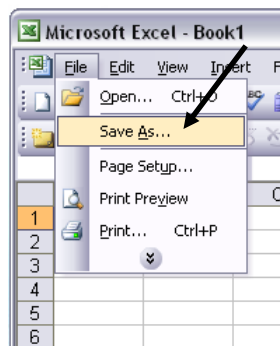 Microsoft Excel - Book1
File Edit View Insert F
Open... Ctrl+O
Save As...
Page Setup...
Print Preview
Print... Ctrl+P
C
1
2
3
4
5
6